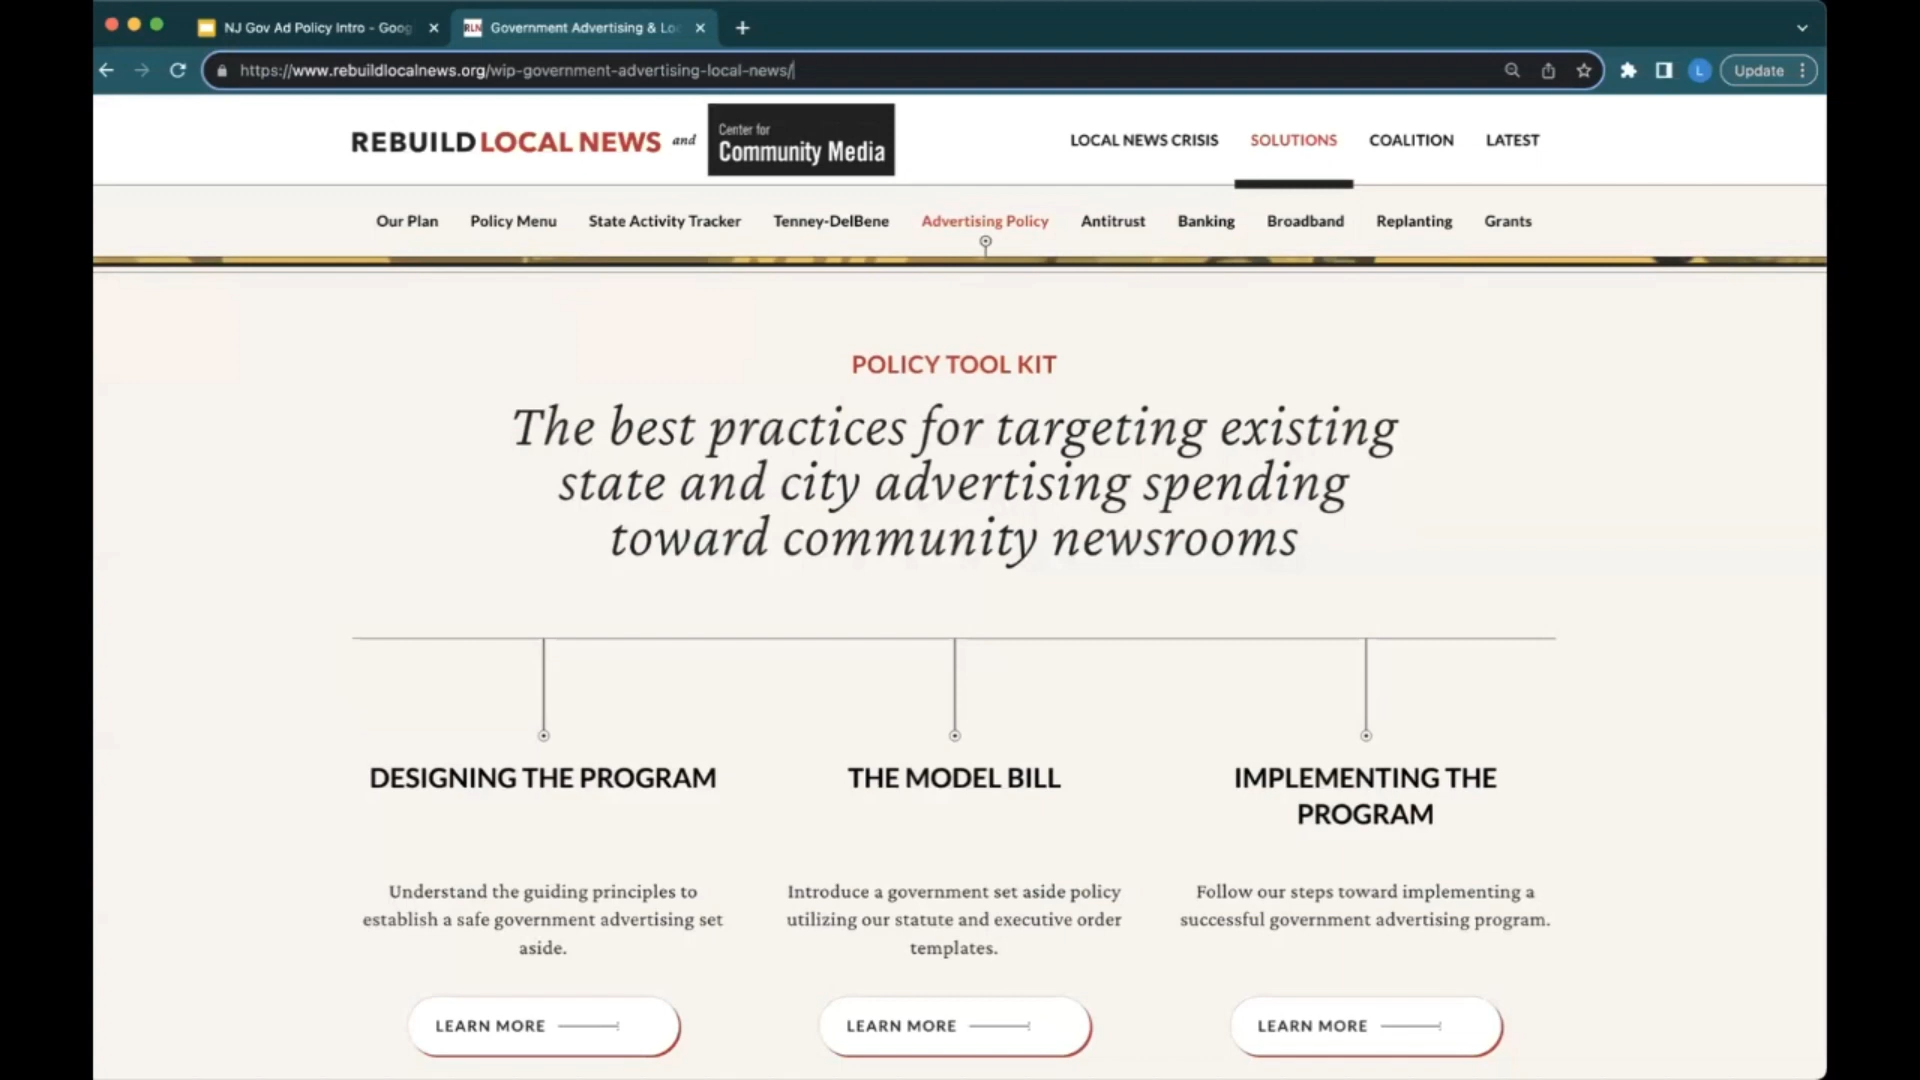 NJ Gov Ad Policy Intro - Goog
RLN Government Advertising & Lo
https://www.rebuildlocalnews.org/wip-government-advertising-local-news/
L
Update
REBUILD LOCAL NEWS and
Center for
Community Media
LOCAL NEWS CRISIS SOLUTIONS COALITION LATEST
Our Plan Policy Menu State Activity Tracker Tenney-DelBene Advertising Policy Antitrust Banking Broadband Replanting Grants
POLICY TOOL KIT
The best practices for targeting existing
state and city advertising spending
toward community newsrooms
DESIGNING THE PROGRAM
Understand the guiding principles to
establish a safe government advertising set
aside.
LEARN MORE
THE MODEL BILL
Introduce a government set aside policy
utilizing our statute and executive order
templates.
LEARN MORE
IMPLEMENTING THE
PROGRAM
Follow our steps toward implementing a
successful government advertising program.
LEARN MORE